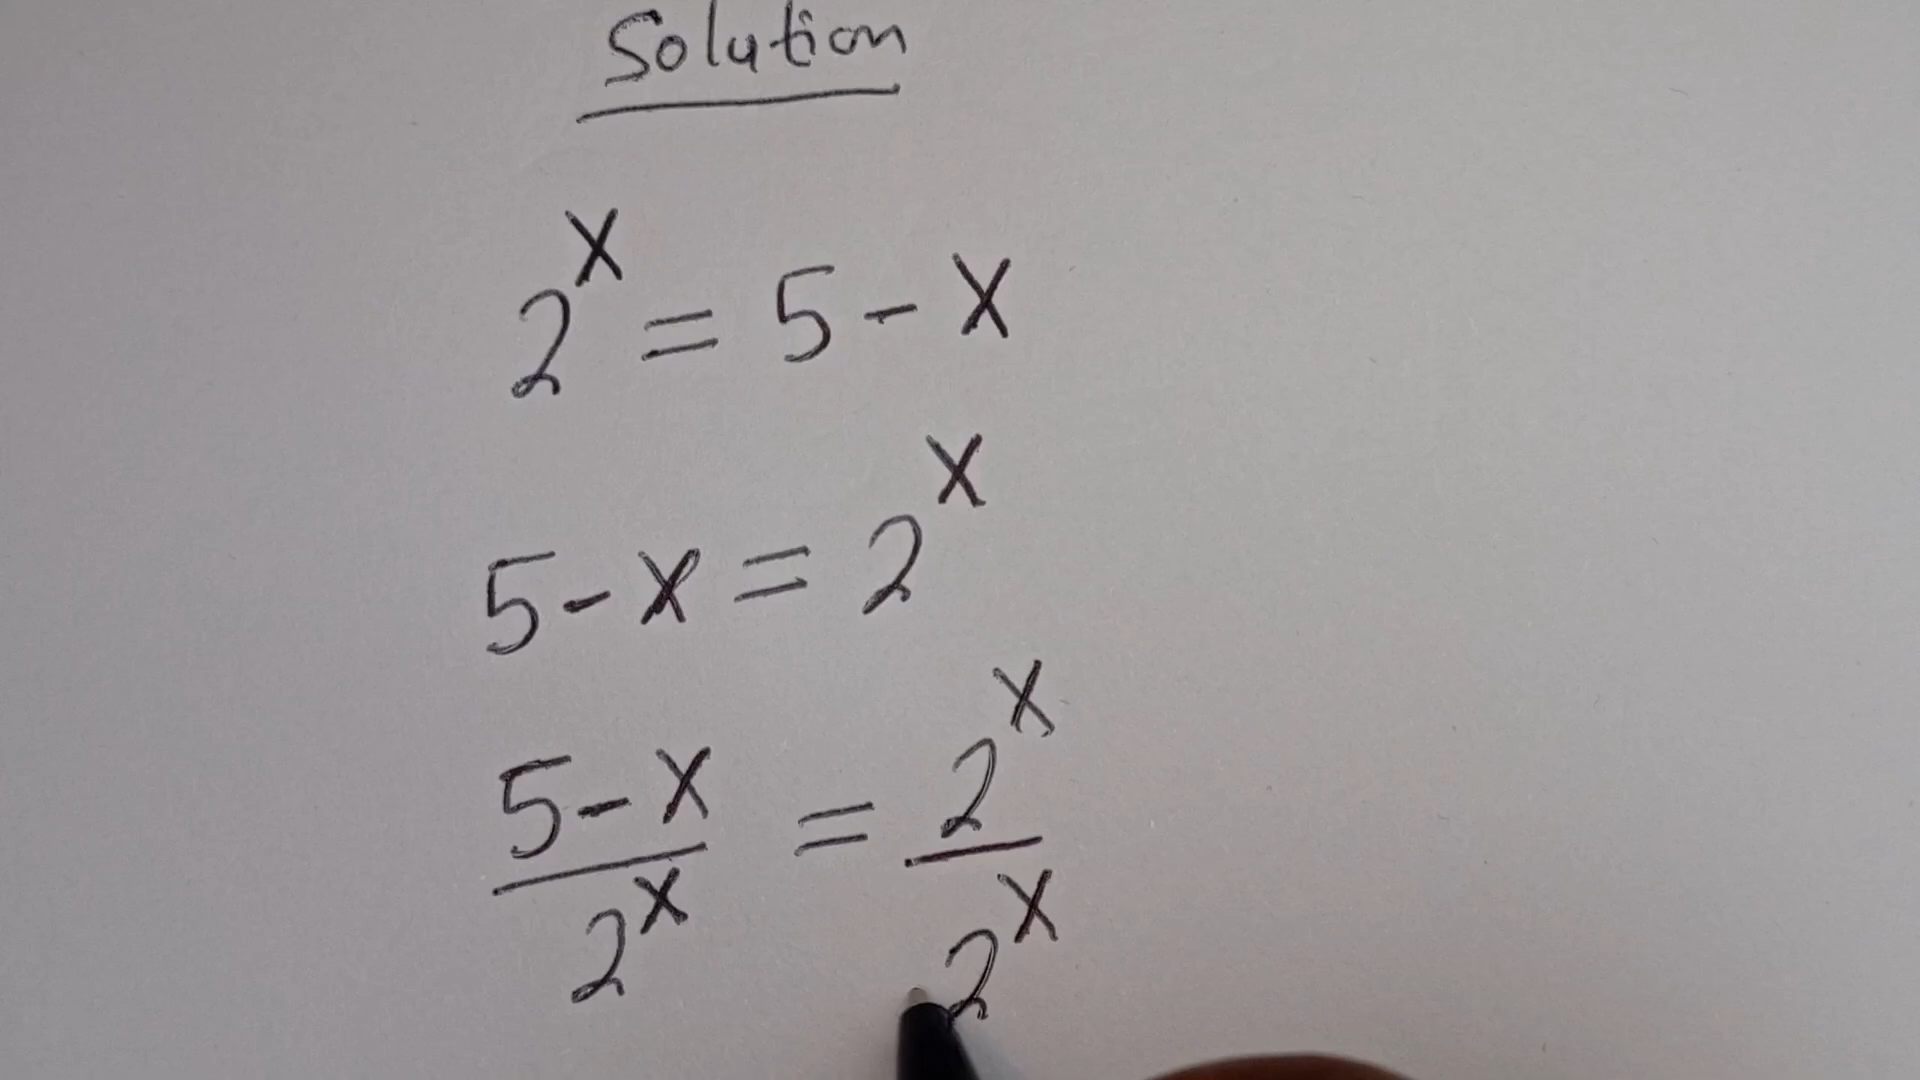 Solution
2^x = 5 - x
5 - x = 2^x
(5 - x)/2^x = 2^x/2^x